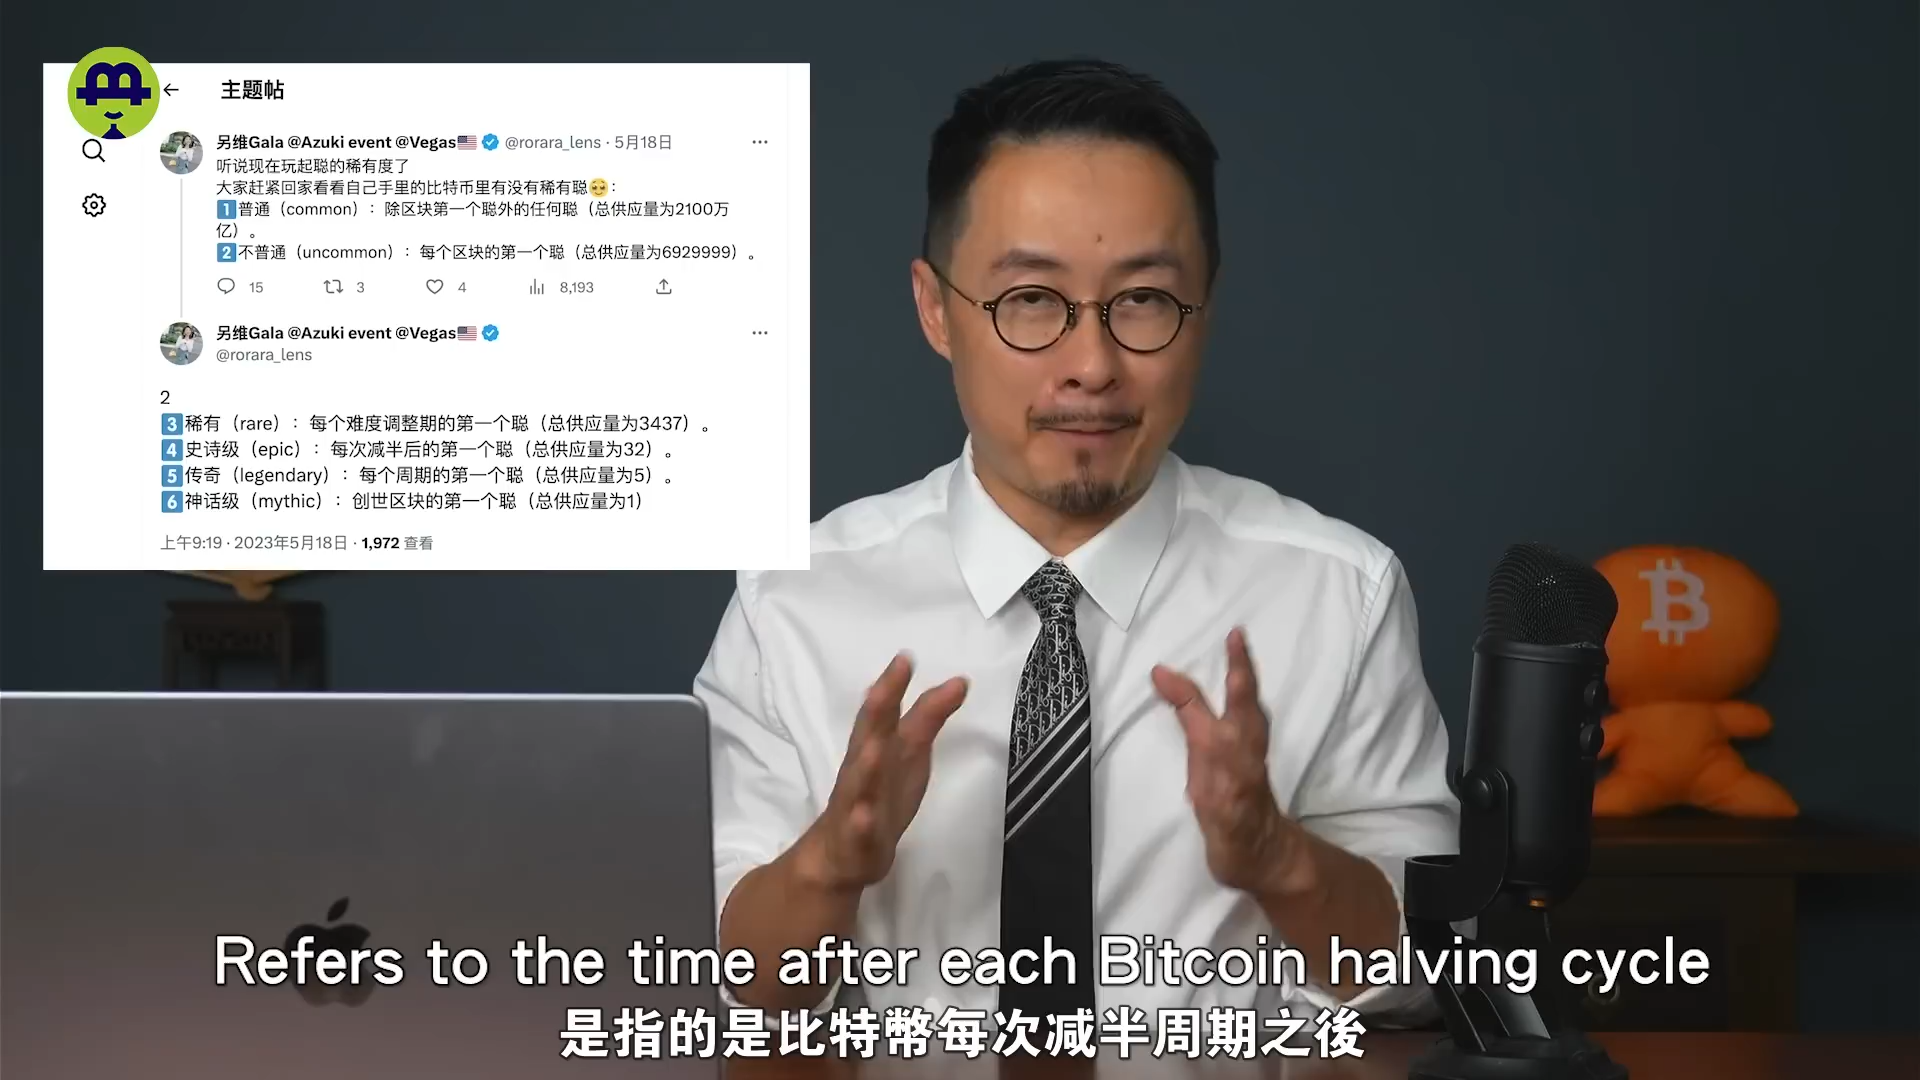 主题帖
另维Gala @Azuki event @Vegas🇺🇸 @rorara_lens · 5月18日
听说现在玩起聪的稀有度了
大家赶紧回家看看自己手里的比特币里有没有稀有聪🥹：
1️⃣普通（common）：除区块第一个聪外的任何聪（总供应量为2100万
亿）。
2️⃣不普通（uncommon）：每个区块的第一个聪（总供应量为6929999）。
15 3 4 8,193
另维Gala @Azuki event @Vegas🇺🇸
@rorara_lens
2
3️⃣稀有（rare）：每个难度调整期的第一个聪（总供应量为3437）。
4️⃣史诗级（epic）：每次减半后的第一个聪（总供应量为32）。
5️⃣传奇（legendary）：每个周期的第一个聪（总供应量为5）。
6️⃣神话级（mythic）：创世区块的第一个聪（总供应量为1）
上午9:19 · 2023年5月18日 · 1,972 查看
Refers to the time after each Bitcoin halving cycle
是指的是比特幣每次减半周期之後